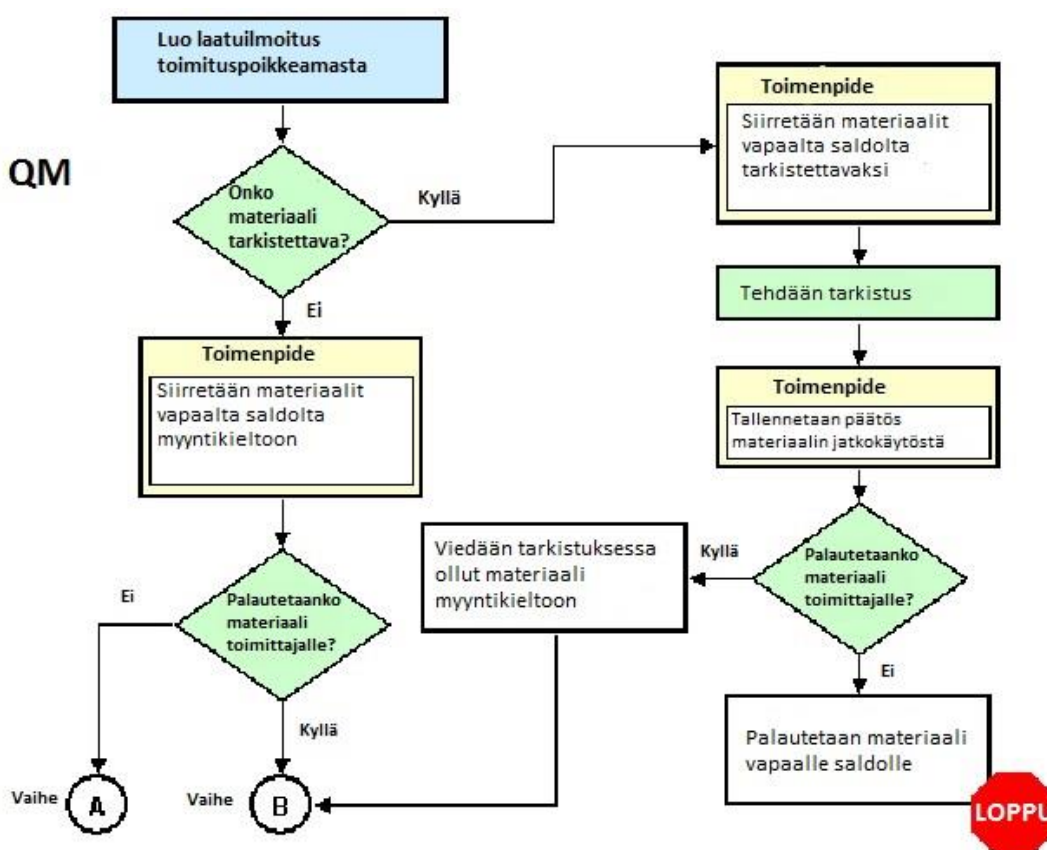 Luo laatuilmoitus
toimituspoikkeamasta
QM
Onko
materiaali
tarkistettava?
Kyllä
Toimenpide
Siirretään materiaalit
vapaalta saldolta
tarkistettavaksi
Tehdään tarkistus
Ei
Toimenpide
Siirretään materiaalit
vapaalta saldolta
myyntikieltoon
Toimenpide
Tallennetaan päätös
materiaalin jatkokäytöstä
Palautetaanko
materiaali
toimittajalle?
Kyllä
Viedään tarkistuksessa
ollut materiaali
myyntikieltoon
Ei
Palautetaan materiaali
vapaalle saldolle
LOPPU
Palautetaanko
materiaali
toimittajalle?
Ei
Kyllä
Vaihe A
Vaihe B